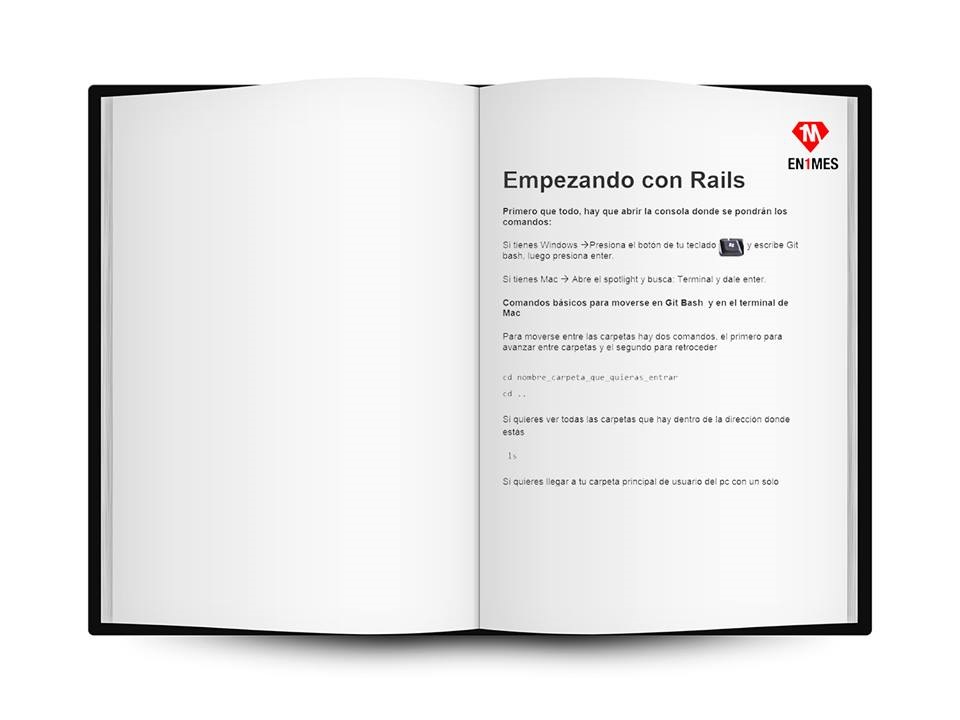 1M
EN1MES
Empezando con Rails
Primero que todo, hay que abrir la consola donde se pondrán los
comandos:
Si tienes Windows →Presiona el botón de tu teclado y escribe Git
bash, luego presiona enter.
Si tienes Mac → Abre el spotlight y busca: Terminal y dale enter.
Comandos básicos para moverse en Git Bash y en el terminal de
Mac
Para moverse entre las carpetas hay dos comandos, el primero para
avanzar entre carpetas y el segundo para retroceder
cd nombre_carpeta_que_quieras_entrar
cd ..
Si quieres ver todas las carpetas que hay dentro de la direccion donde
estás
ls
Si quieres llegar a tu carpeta principal de usuario del pc con un solo